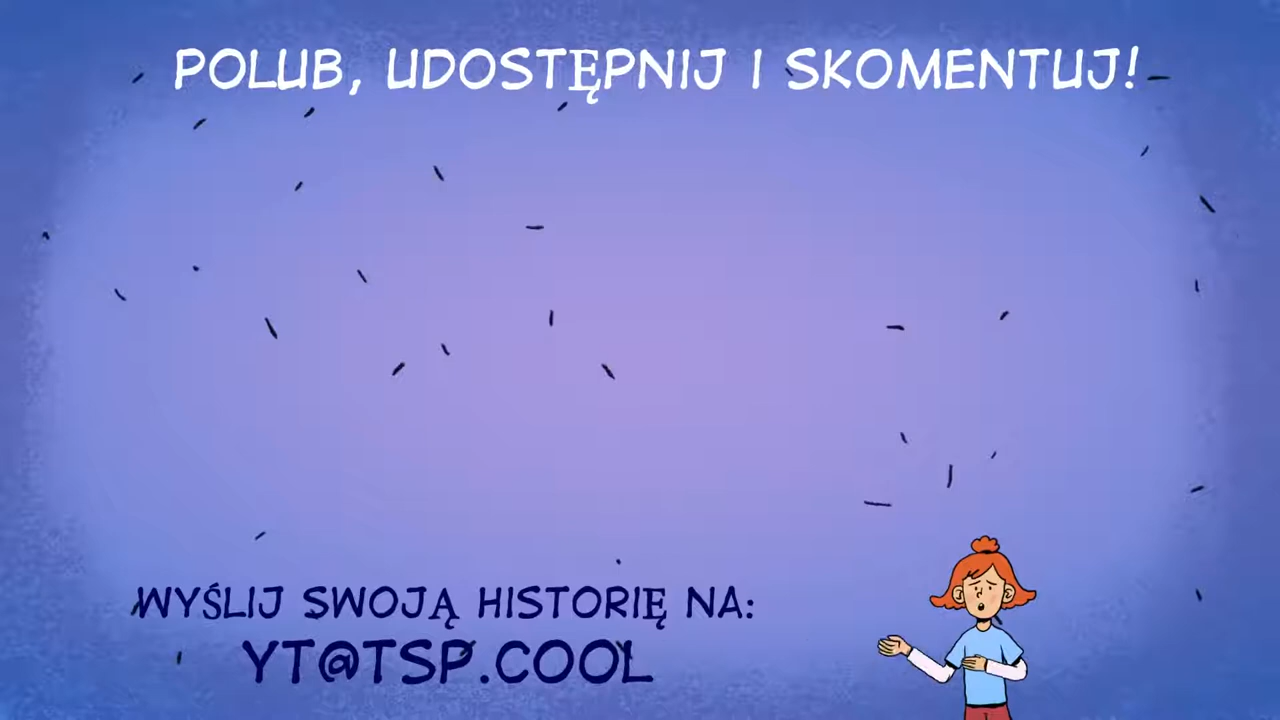 POLUB, UDOSTĘPNIJ I SKOMENTUJ!
WYŚLIJ SWOJĄ HISTORIĘ NA:
YT@TSP.COOL